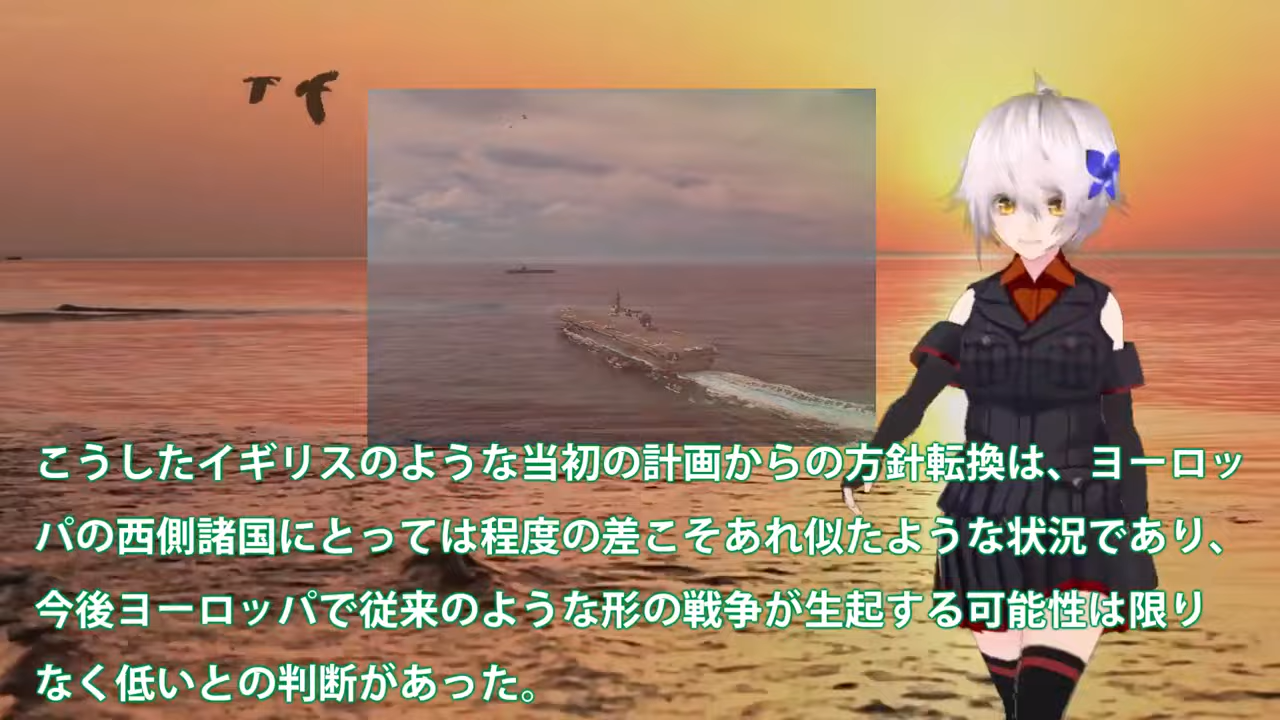 こうしたイギリスのような当初の計画からの方針転換は、ヨーロッ
パの西側諸国にとっては程度の差こそあれ似たような状況であり、
今後ヨーロッパで従来のような形の戦争が生起する可能性は限り
なく低いとの判断があった。